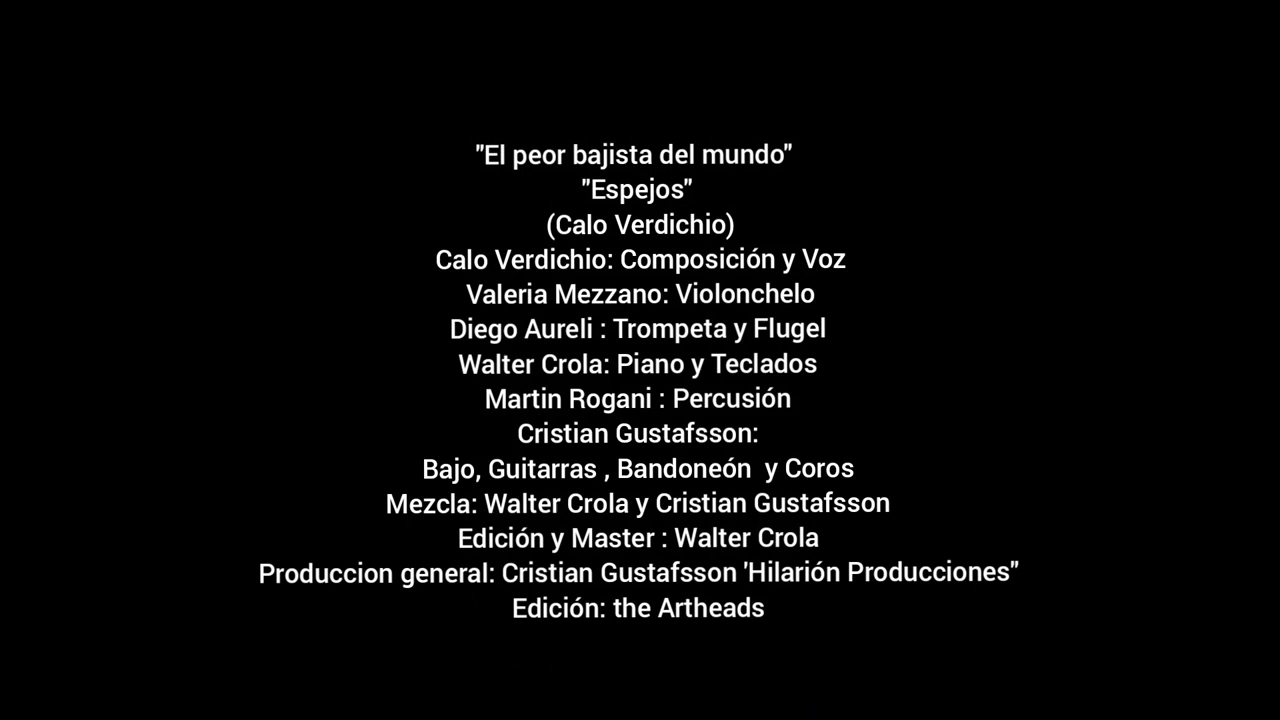 "El peor bajista del mundo"
"Espejos"
(Calo Verdichio)
Calo Verdichio: Composición y Voz
Valeria Mezzano: Violonchelo
Diego Aureli : Trompeta y Flugel
Walter Crola: Piano y Teclados
Martin Rogani : Percusión
Cristian Gustafsson:
Bajo, Guitarras , Bandoneón  y Coros
Mezcla: Walter Crola y Cristian Gustafsson
Edición y Master : Walter Crola
Produccion general: Cristian Gustafsson 'Hilarión Producciones"
Edición: the Artheads